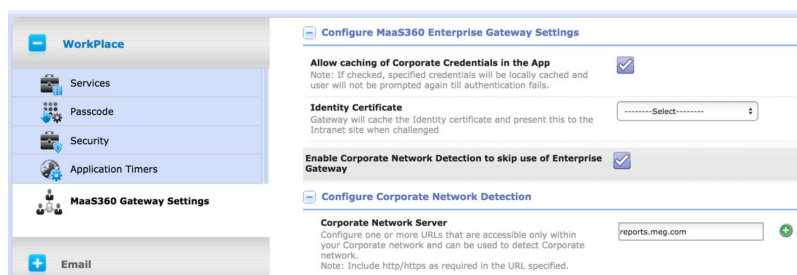 WorkPlace
Services
Passcode
Security
Application Timers
MaaS360 Gateway Settings
Email
Configure MaaS360 Enterprise Gateway Settings
Allow caching of Corporate Credentials in the App
Note: If checked, specified credentials will be locally cached and
user will not be prompted again till authentication fails.
Identity Certificate
Gateway will cache the Identity certificate and present this to the
Intranet site when challenged
--------Select--------
Enable Corporate Network Detection to skip use of Enterprise
Gateway
Configure Corporate Network Detection
Corporate Network Server
Configure one or more URLs that are accessible only within
your Corporate network and can be used to detect Corporate
network.
Note: Include http/https as required in the URL specified.
reports.meg.com